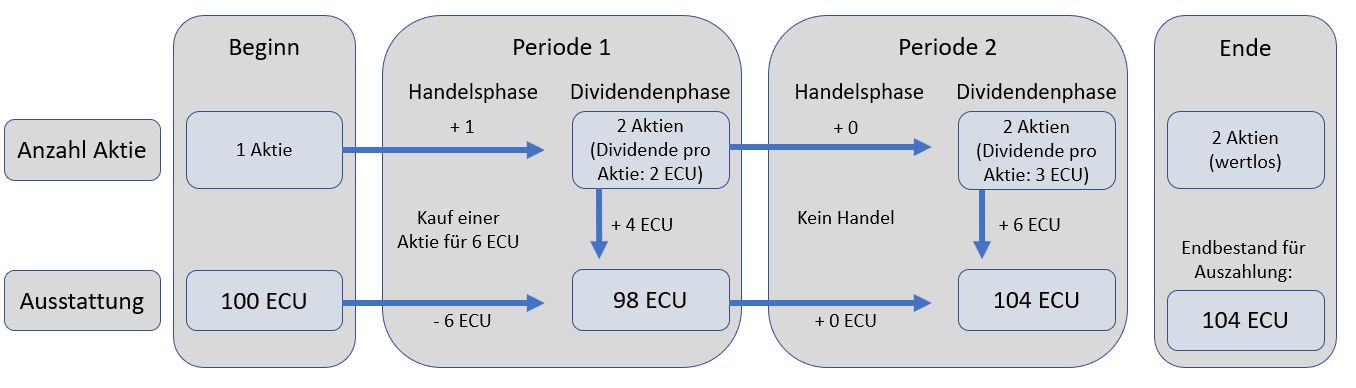 Beginn
Periode 1
Periode 2
Ende
Handelsphase
Dividendenphase
Handelsphase
Dividendenphase
Anzahl Aktie
1 Aktie
+ 1
2 Aktien
(Dividende pro
Aktie: 2 ECU)
+ 0
2 Aktien
(Dividende pro
Aktie: 3 ECU)
2 Aktien
(wertlos)
Kauf einer
Aktie für 6 ECU
+ 4 ECU
Kein Handel
+ 6 ECU
Endbestand für
Auszahlung:
Ausstattung
100 ECU
- 6 ECU
98 ECU
+ 0 ECU
104 ECU
104 ECU